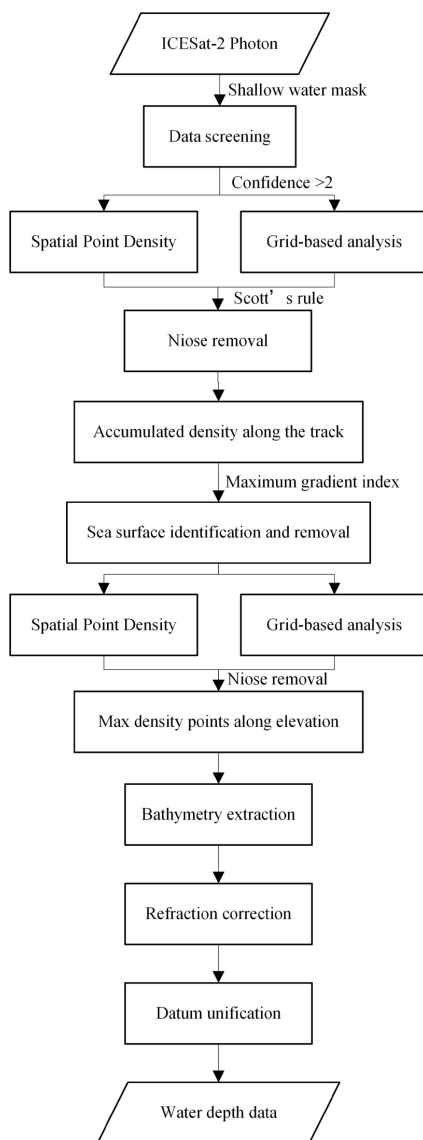 ICESat-2 Photon
Shallow water mask
Data screening
Confidence >2
Spatial Point Density
Grid-based analysis
Scott’s rule
Niose removal
Accumulated density along the track
Maximum gradient index
Sea surface identification and removal
Spatial Point Density
Grid-based analysis
Niose removal
Max density points along elevation
Bathymetry extraction
Refraction correction
Datum unification
Water depth data